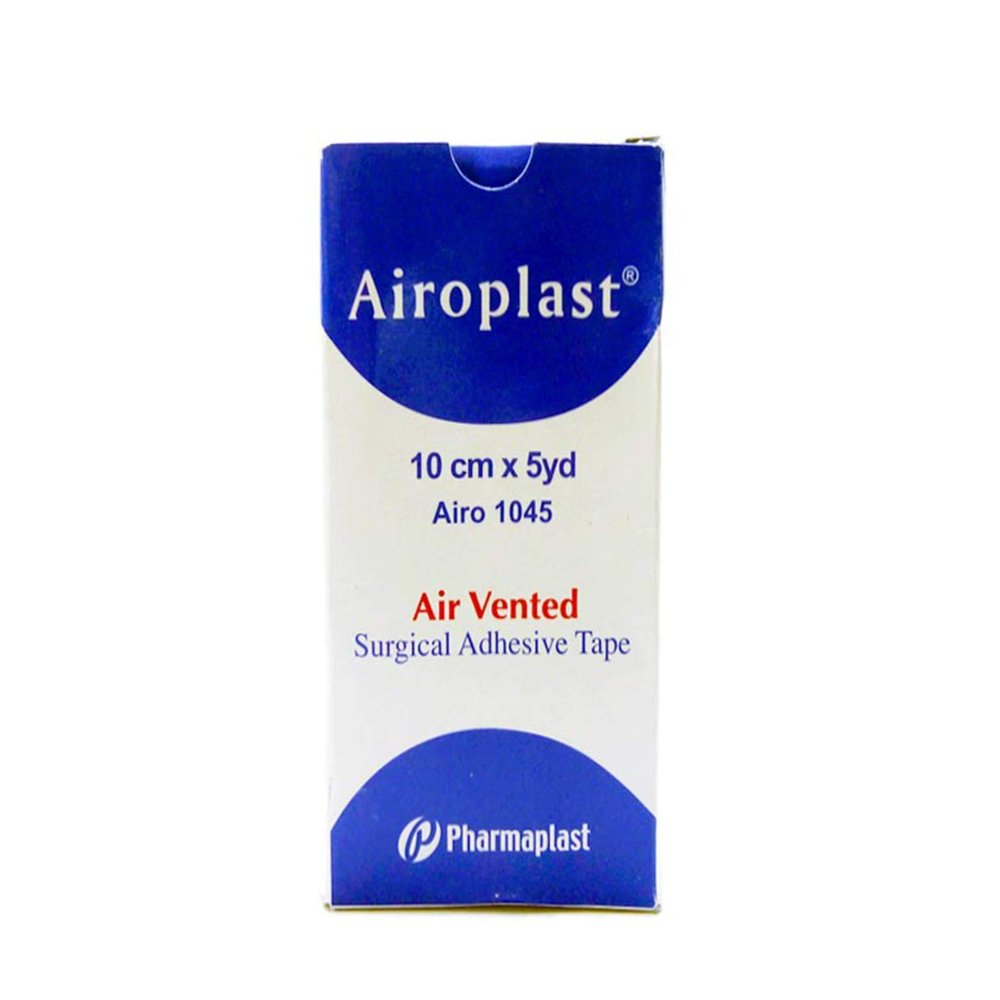 Airoplast®
10 cm x 5yd
Airo 1045
Air Vented
Surgical Adhesive Tape
Pharmaplast